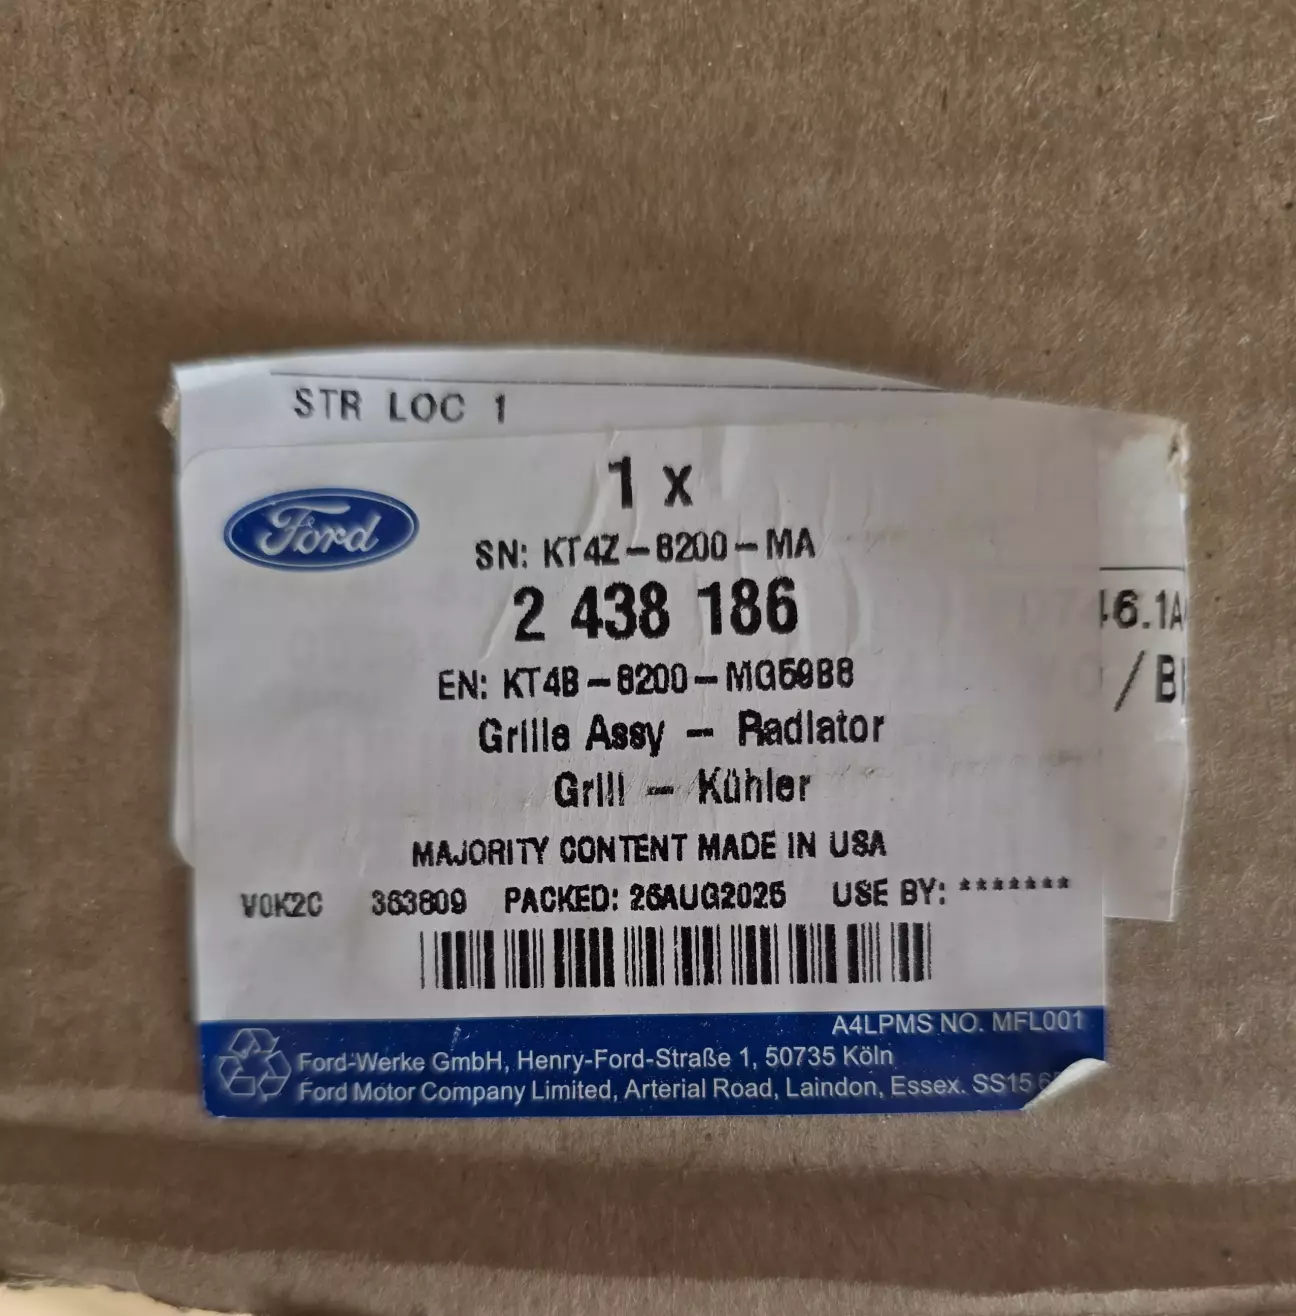 STR LOC 1
1 x
Ford
SN: KT4Z-8200-MA
2 438 186
EN: KT4B-8200-MG59B8
Grille Assy - Radiator
Grill - Kühler
MAJORITY CONTENT MADE IN USA
V0K2C 363809 PACKED: 26AUG2025 USE BY: *******
A4LPMS NO. MFL001
Ford-Werke GmbH, Henry-Ford-Straße 1, 50735 Köln
Ford Motor Company Limited, Arterial Road, Laindon, Essex. SS15